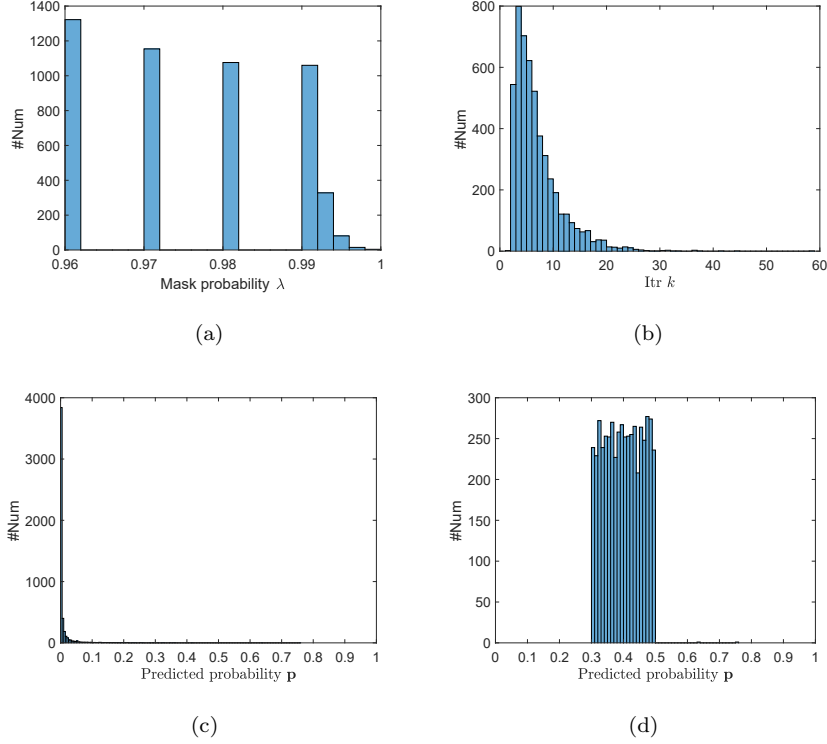 1400
1200
1000
800
600
400
200
0
#Num
0.96 0.97 0.98 0.99 1
Mask probability λ
(a)
800
600
400
200
0
#Num
0 10 20 30 40 50 60
Itr k
(b)
4000
3000
2000
1000
0
#Num
0 0.1 0.2 0.3 0.4 0.5 0.6 0.7 0.8 0.9 1
Predicted probability p
(c)
300
250
200
150
100
50
0
#Num
0 0.1 0.2 0.3 0.4 0.5 0.6 0.7 0.8 0.9 1
Predicted probability p
(d)